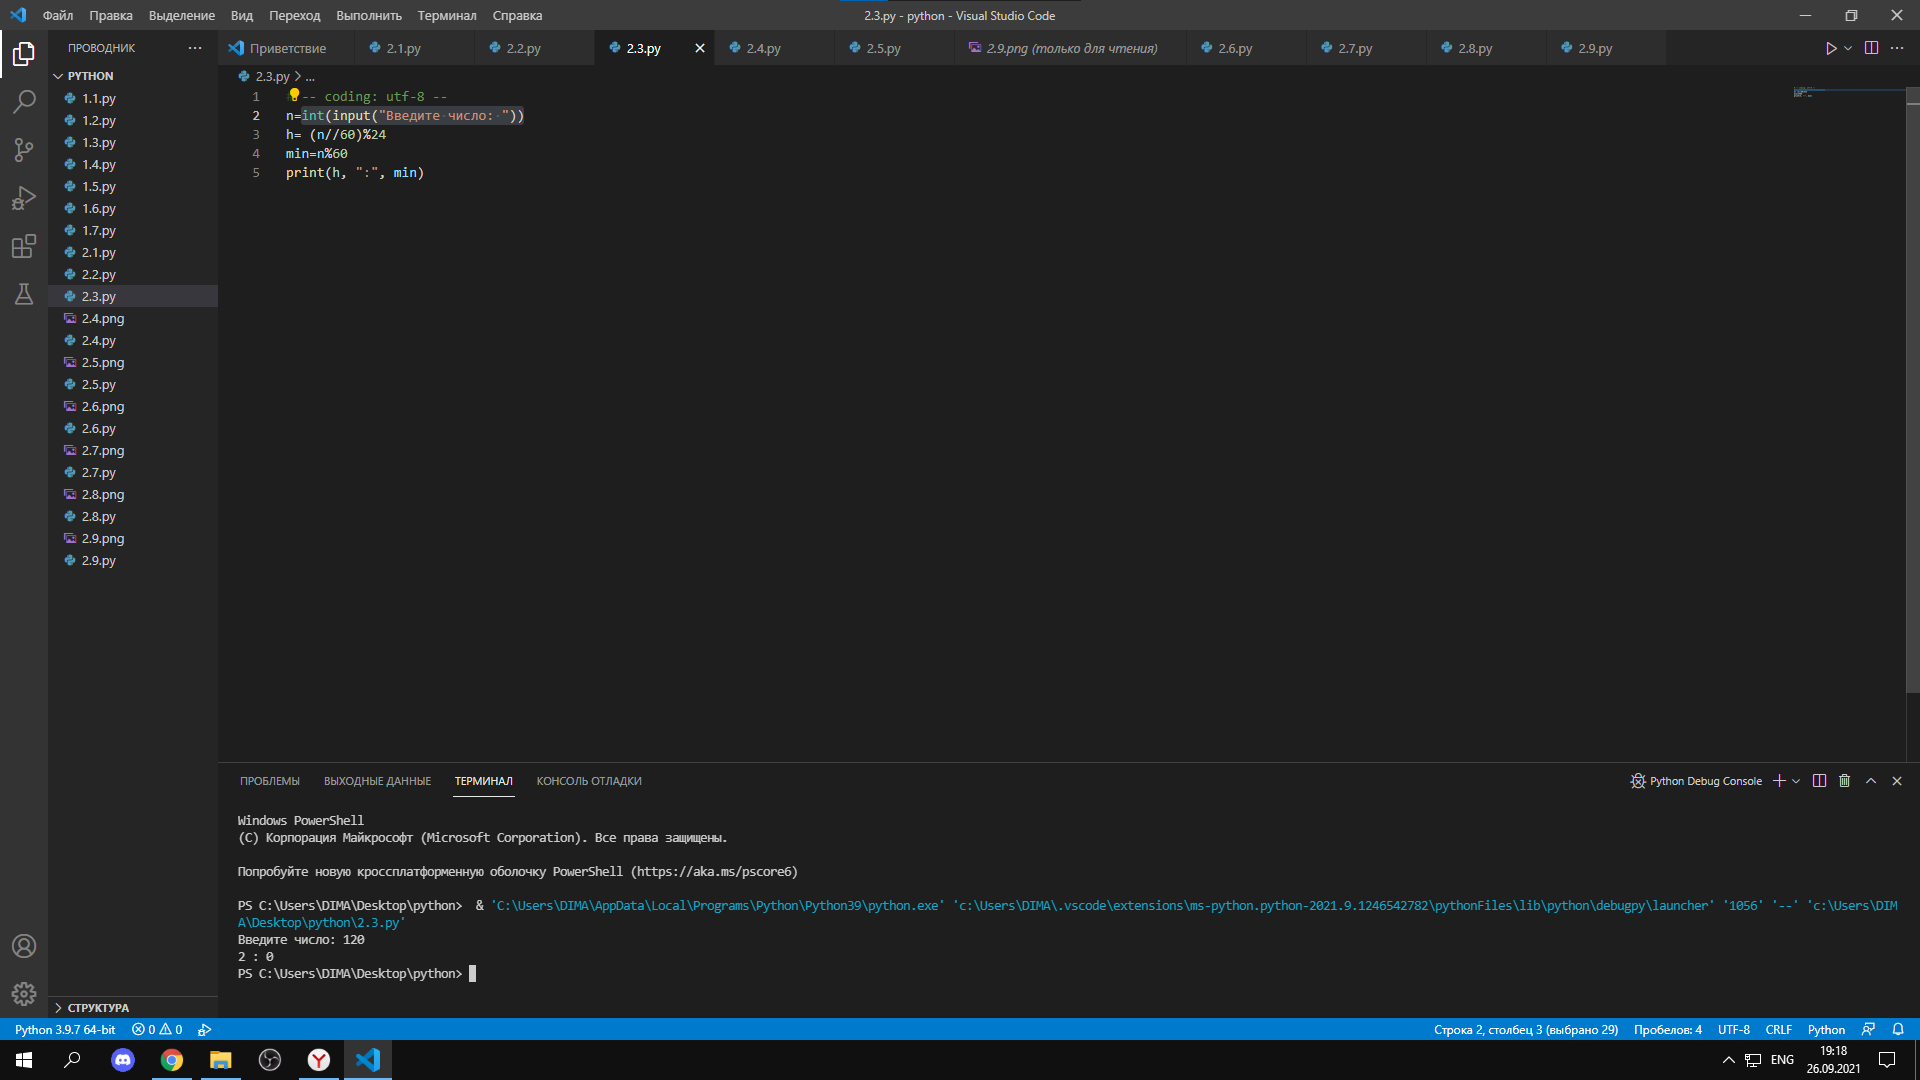 Файл Правка Выделение Вид Переход Выполнить Терминал Справка 2.3.py - python - Visual Studio Code
ПРОВОДНИК
Приветствие 2.1.py 2.2.py 2.3.py 2.4.py 2.5.py 2.9.png (только для чтения) 2.6.py 2.7.py 2.8.py 2.9.py
PYTHON
1.1.py
1.2.py
1.3.py
1.4.py
1.5.py
1.6.py
1.7.py
2.1.py
2.2.py
2.3.py
2.4.png
2.4.py
2.5.png
2.5.py
2.6.png
2.6.py
2.7.png
2.7.py
2.8.png
2.8.py
2.9.png
2.9.py
СТРУКТУРА
2.3.py > ...
1 -- coding: utf-8 --
2 n=int(input("Введите число: "))
3 h= (n//60)%24
4 min=n%60
5 print(h, ":", min)
ПРОБЛЕМЫ ВЫХОДНЫЕ ДАННЫЕ ТЕРМИНАЛ КОНСОЛЬ ОТЛАДКИ Python Debug Console
Windows PowerShell
(C) Корпорация Майкрософт (Microsoft Corporation). Все права защищены.
Попробуйте новую кроссплатформенную оболочку PowerShell (https://aka.ms/pscore6)
PS C:\Users\DIMA\Desktop\python>  & 'C:\Users\DIMA\AppData\Local\Programs\Python\Python39\python.exe' 'c:\Users\DIMA\.vscode\extensions\ms-python.python-2021.9.1246542782\pythonFiles\lib\python\debugpy\launcher' '1056' '--' 'c:\Users\DIM
A\Desktop\python\2.3.py'
Введите число: 120
2 : 0
PS C:\Users\DIMA\Desktop\python>
Python 3.9.7 64-bit 0 0 Строка 2, столбец 3 (выбрано 29) Пробелов: 4 UTF-8 CRLF Python
ENG 19:18
26.09.2021